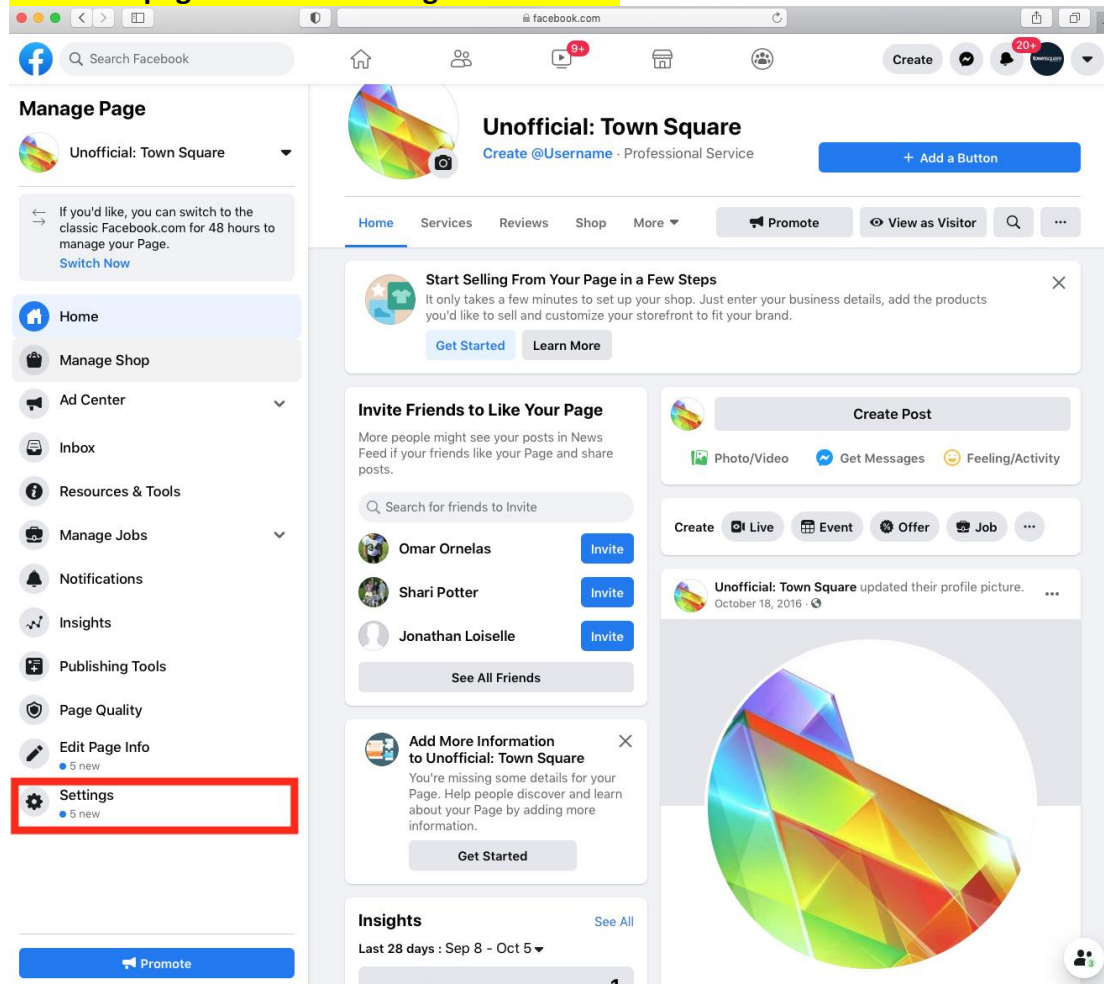 facebook.com
Search Facebook
9+
Create
20+
townsquare
Manage Page
Unofficial: Town Square
If you'd like, you can switch to the
classic Facebook.com for 48 hours to
manage your Page.
Switch Now
Home
Manage Shop
Ad Center
Inbox
Resources & Tools
Manage Jobs
Notifications
Insights
Publishing Tools
Page Quality
Edit Page Info
5 new
Settings
5 new
Promote
Unofficial: Town Square
Create @Username · Professional Service
+ Add a Button
Home Services Reviews Shop More
Promote
View as Visitor
...
Start Selling From Your Page in a Few Steps
It only takes a few minutes to set up your shop. Just enter your business details, add the products
you'd like to sell and customize your storefront to fit your brand.
Get Started Learn More
Invite Friends to Like Your Page
More people might see your posts in News
Feed if your friends like your Page and share
posts.
Search for friends to Invite
Omar Ornelas Invite
Shari Potter Invite
Jonathan Loiselle Invite
See All Friends
Add More Information
to Unofficial: Town Square
You're missing some details for your
Page. Help people discover and learn
about your Page by adding more
information.
Get Started
Insights See All
Last 28 days : Sep 8 - Oct 5
Create Post
Photo/Video Get Messages Feeling/Activity
Create Live Event Offer Job ...
Unofficial: Town Square updated their profile picture. ...
October 18, 2016 ·
3